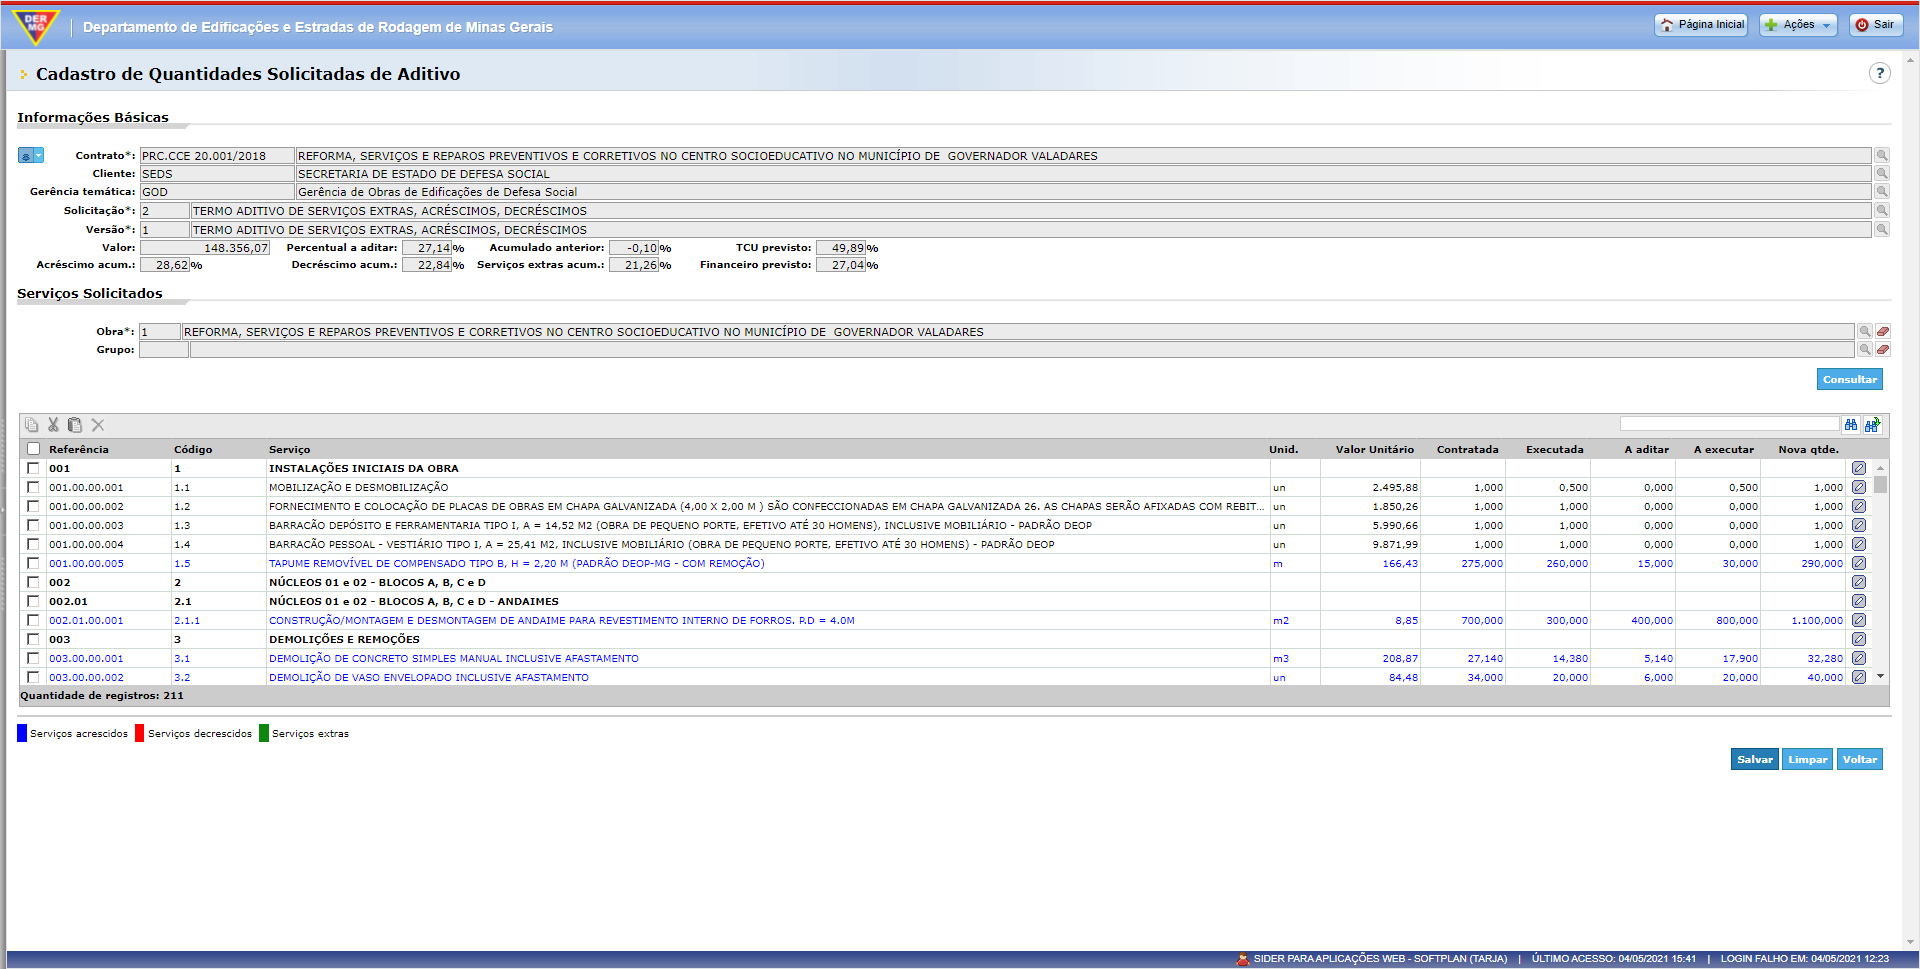 DER MG Departamento de Edificações e Estradas de Rodagem de Minas Gerais Página Inicial Ações Sair
Cadastro de Quantidades Solicitadas de Aditivo ?
Informações Básicas
Contrato*: PRC.CCE 20.001/2018 REFORMA, SERVIÇOS E REPAROS PREVENTIVOS E CORRETIVOS NO CENTRO SOCIOEDUCATIVO NO MUNICÍPIO DE GOVERNADOR VALADARES
Cliente: SEDS SECRETARIA DE ESTADO DE DEFESA SOCIAL
Gerência temática: GOD Gerência de Obras de Edificações de Defesa Social
Solicitação*: 2 TERMO ADITIVO DE SERVIÇOS EXTRAS, ACRÉSCIMOS, DECRÉSCIMOS
Versão*: 1 TERMO ADITIVO DE SERVIÇOS EXTRAS, ACRÉSCIMOS, DECRÉSCIMOS
Valor: 148.356,07 Percentual a aditar: 27,14% Acumulado anterior: -0,10% TCU previsto: 49,89%
Acréscimo acum.: 28,62% Decréscimo acum.: 22,84% Serviços extras acum.: 21,26% Financeiro previsto: 27,04%
Serviços Solicitados
Obra*: 1 REFORMA, SERVIÇOS E REPAROS PREVENTIVOS E CORRETIVOS NO CENTRO SOCIOEDUCATIVO NO MUNICÍPIO DE GOVERNADOR VALADARES
Grupo:
Consultar
Referência Código Serviço Unid. Valor Unitário Contratada Executada A aditar A executar Nova qtde.
001 1 INSTALAÇÕES INICIAIS DA OBRA
001.00.00.001 1.1 MOBILIZAÇÃO E DESMOBILIZAÇÃO un 2.495,88 1,000 0,500 0,000 0,500 1,000
001.00.00.002 1.2 FORNECIMENTO E COLOCAÇÃO DE PLACAS DE OBRAS EM CHAPA GALVANIZADA (4,00 X 2,00 M ) SÃO CONFECCIONADAS EM CHAPA GALVANIZADA 26. AS CHAPAS SERÃO AFIXADAS COM REBIT... un 1.850,26 1,000 1,000 0,000 0,000 1,000
001.00.00.003 1.3 BARRACÃO DEPÓSITO E FERRAMENTARIA TIPO I, A = 14,52 M2 (OBRA DE PEQUENO PORTE, EFETIVO ATÉ 30 HOMENS), INCLUSIVE MOBILIÁRIO - PADRÃO DEOP un 5.990,66 1,000 1,000 0,000 0,000 1,000
001.00.00.004 1.4 BARRACÃO PESSOAL - VESTIÁRIO TIPO I, A = 25,41 M2, INCLUSIVE MOBILIÁRIO (OBRA DE PEQUENO PORTE, EFETIVO ATÉ 30 HOMENS) - PADRÃO DEOP un 9.871,99 1,000 1,000 0,000 0,000 1,000
001.00.00.005 1.5 TAPUME REMOVÍVEL DE COMPENSADO TIPO B, H = 2,20 M (PADRÃO DEOP-MG - COM REMOÇÃO) m 166,43 275,000 260,000 15,000 30,000 290,000
002 2 NÚCLEOS 01 e 02 - BLOCOS A, B, C e D
002.01 2.1 NÚCLEOS 01 e 02 - BLOCOS A, B, C e D - ANDAIMES
002.01.00.001 2.1.1 CONSTRUÇÃO/MONTAGEM E DESMONTAGEM DE ANDAIME PARA REVESTIMENTO INTERNO DE FORROS. P.D = 4.0M m2 8,85 700,000 300,000 400,000 800,000 1.100,000
003 3 DEMOLIÇÕES E REMOÇÕES
003.00.00.001 3.1 DEMOLIÇÃO DE CONCRETO SIMPLES MANUAL INCLUSIVE AFASTAMENTO m3 208,87 27,140 14,380 5,140 17,900 32,280
003.00.00.002 3.2 DEMOLIÇÃO DE VASO ENVELOPADO INCLUSIVE AFASTAMENTO un 84,48 34,000 20,000 6,000 20,000 40,000
Quantidade de registros: 211
Serviços acrescidos Serviços decrescidos Serviços extras
Salvar Limpar Voltar
SIDER PARA APLICAÇÕES WEB - SOFTPLAN (TARJA) | ÚLTIMO ACESSO: 04/05/2021 15:41 | LOGIN FALHO EM: 04/05/2021 12:23